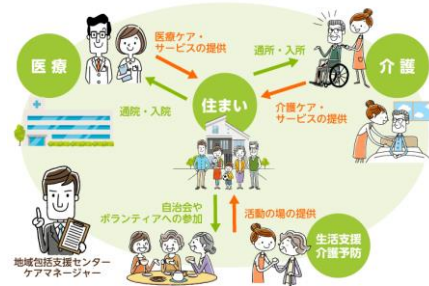 医療
医療ケア・
サービスの提供
通所・入所
介護
住まい
通院・入院
介護ケア・
サービスの提供
自治会や
ボランティアへの参加
活動の場の提供
生活支援
介護予防
地域包括支援センター
ケアマネージャー